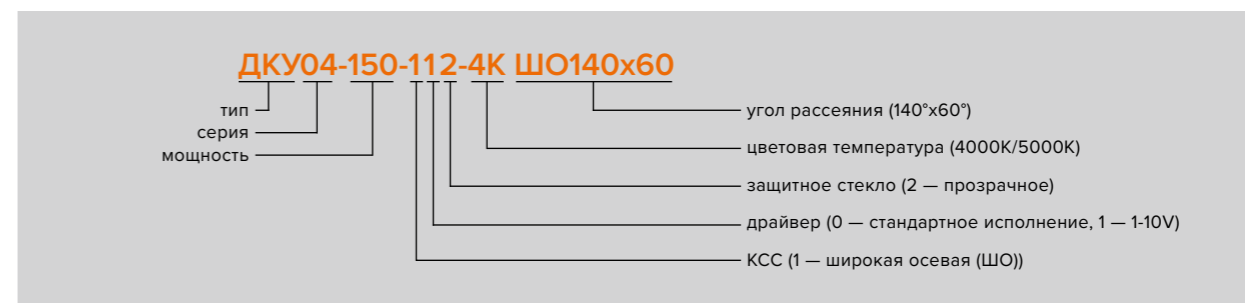 ДКУ04-150-112-4К ШО140х60
тип
серия
мощность
угол рассеяния (140°х60°)
цветовая температура (4000К/5000К)
защитное стекло (2 — прозрачное)
драйвер (0 — стандартное исполнение, 1 — 1-10V)
КСС (1 — широкая осевая (ШО))